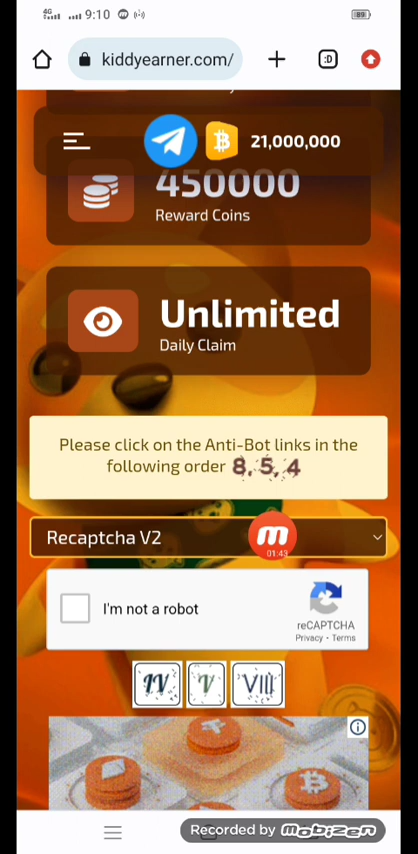 4G 9:10
kiddyearner.com/
:D
21,000,000
450000
Reward Coins
Unlimited
Daily Claim
Please click on the Anti-Bot links in the
following order 8, 5, 4
Recaptcha V2
m
01:43
I'm not a robot
reCAPTCHA
Privacy - Terms
IV V VIII
Recorded by MOBIZEN